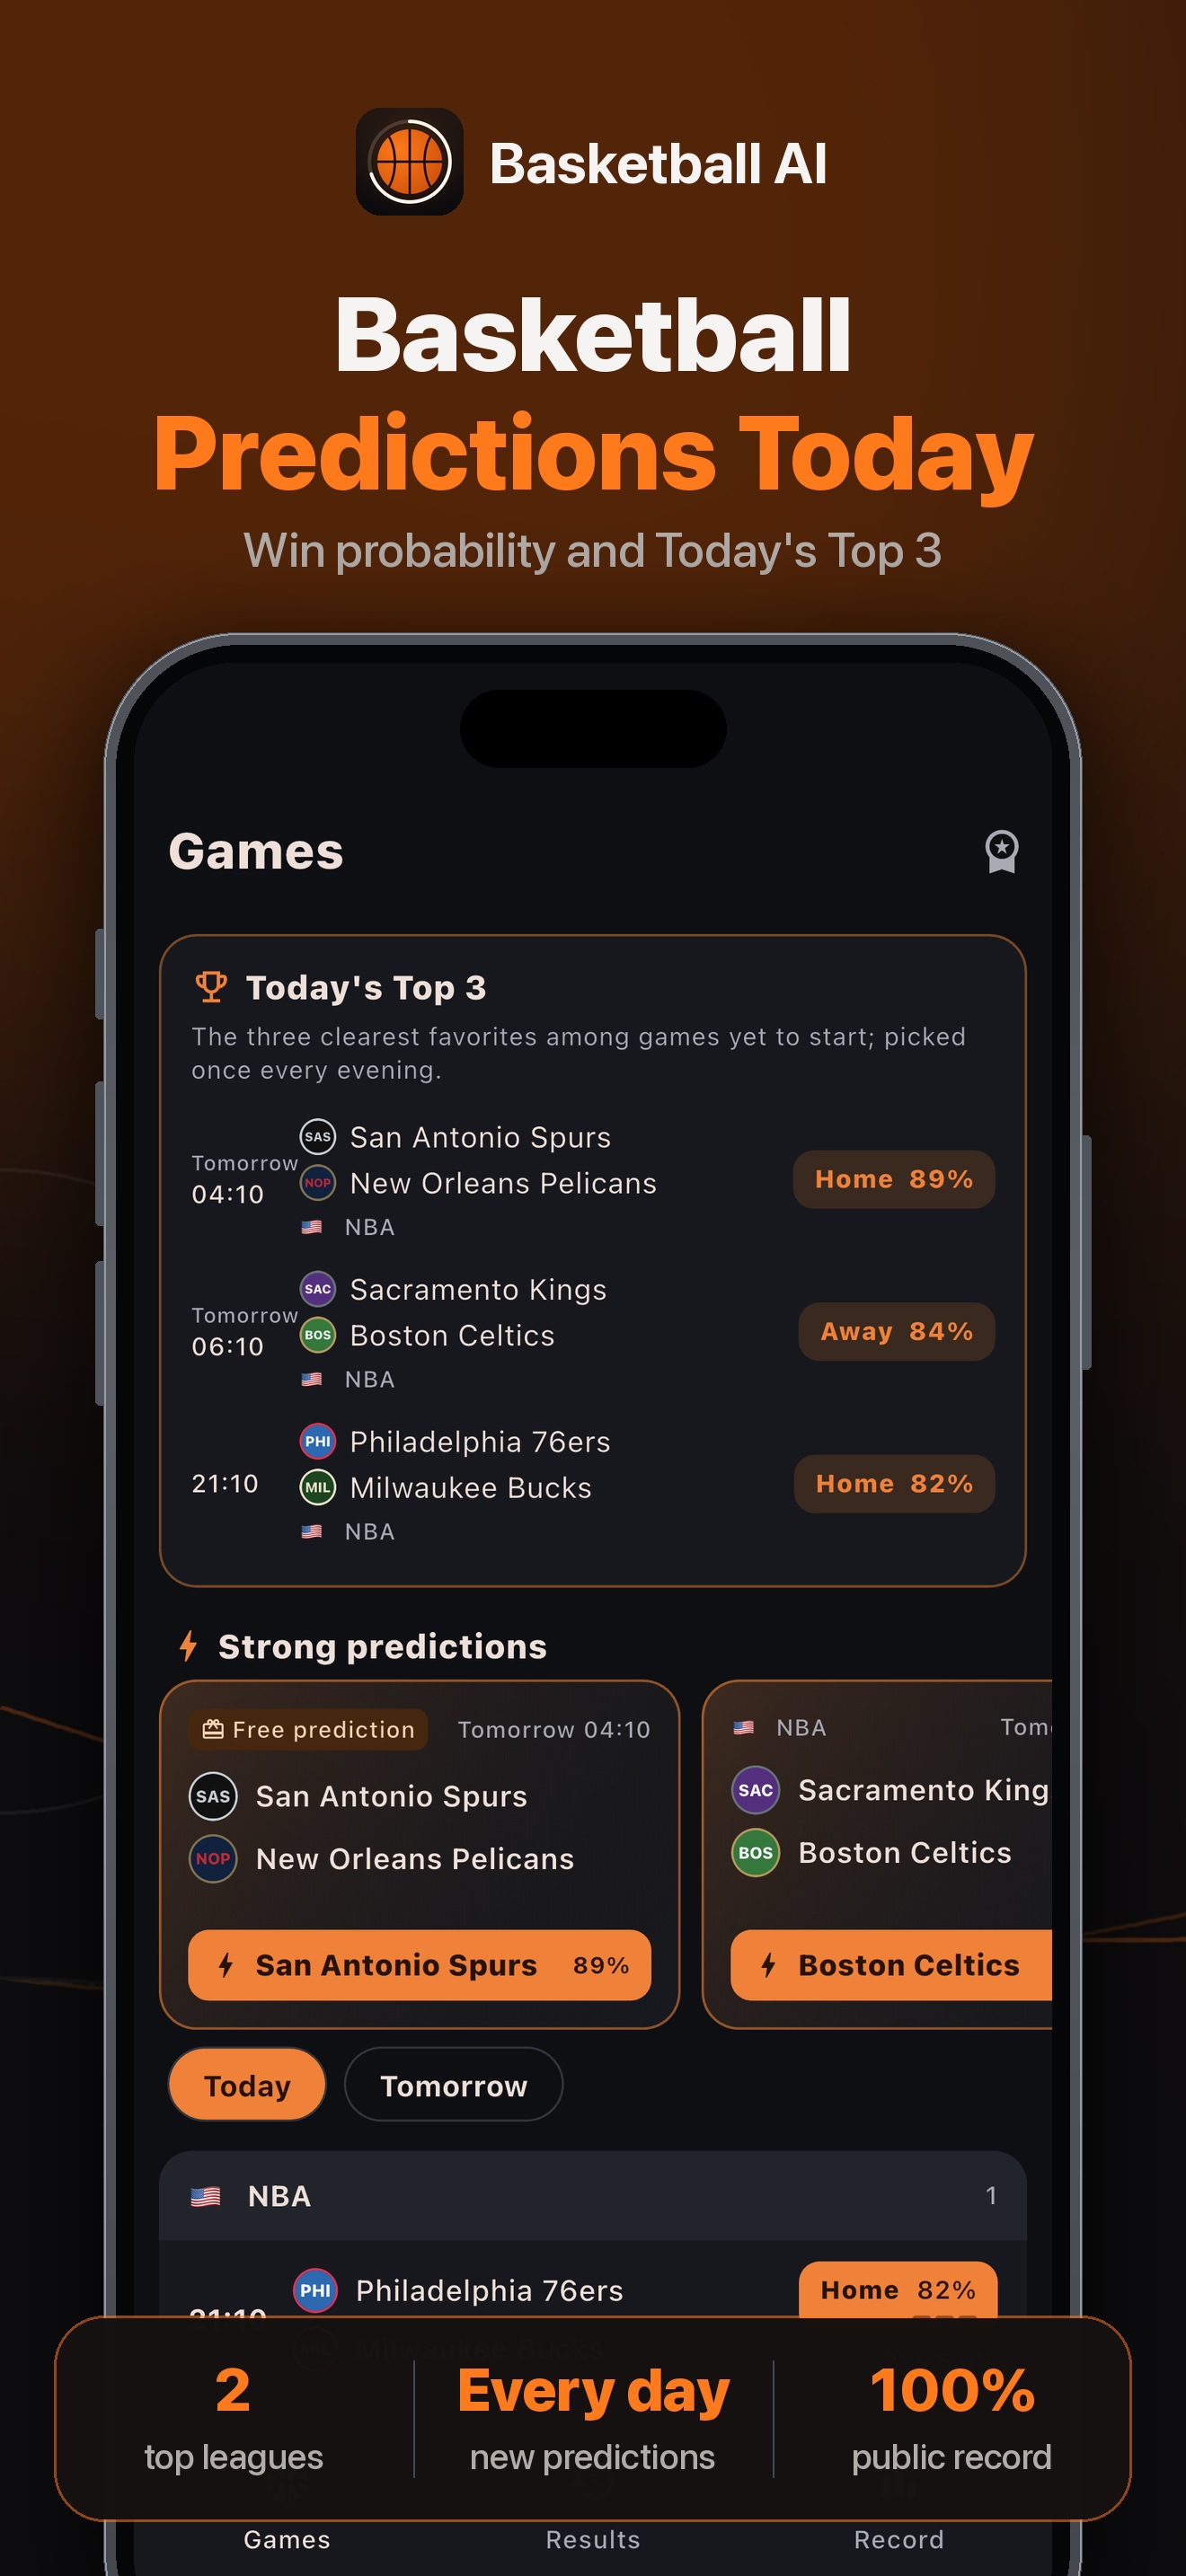 Basketball AI
Basketball
Predictions Today
Win probability and Today's Top 3
Games
Today's Top 3
The three clearest favorites among games yet to start; picked
once every evening.
Tomorrow
04:10
SAS San Antonio Spurs
NOP New Orleans Pelicans
NBA
Home 89%
Tomorrow
06:10
SAC Sacramento Kings
BOS Boston Celtics
NBA
Away 84%
21:10
PHI Philadelphia 76ers
MIL Milwaukee Bucks
NBA
Home 82%
Strong predictions
Free prediction Tomorrow 04:10
SAS San Antonio Spurs
NOP New Orleans Pelicans
San Antonio Spurs 89%
NBA Tom
SAC Sacramento King
BOS Boston Celtics
Boston Celtics
Today Tomorrow
NBA 1
PHI Philadelphia 76ers
Home 82%
21:10
MIL Milwaukee Bucks
2
top leagues
Every day
new predictions
100%
public record
Games Results Record